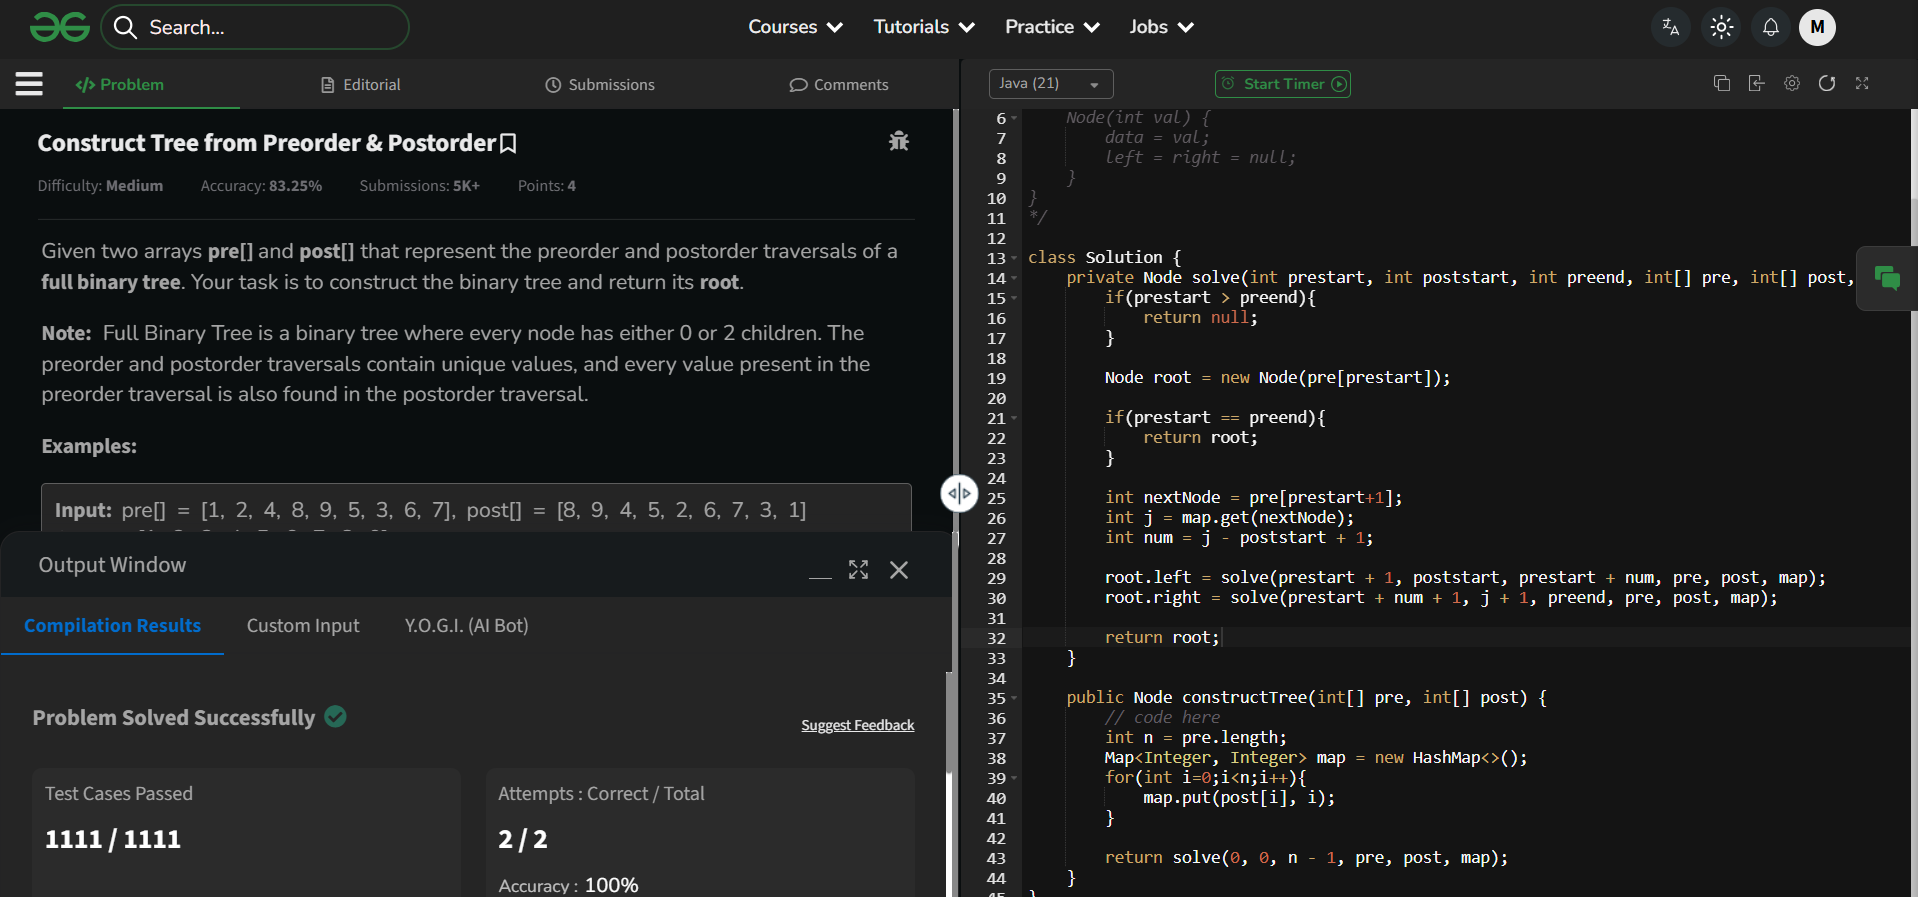 Search...
Courses
Tutorials
Practice
Jobs
M
Problem
Editorial
Submissions
Comments
Java (21)
Start Timer
Construct Tree from Preorder & Postorder
Difficulty: Medium
Accuracy: 83.25%
Submissions: 5K+
Points: 4
Given two arrays pre[] and post[] that represent the preorder and postorder traversals of a
full binary tree. Your task is to construct the binary tree and return its root.
Note: Full Binary Tree is a binary tree where every node has either 0 or 2 children. The
preorder and postorder traversals contain unique values, and every value present in the
preorder traversal is also found in the postorder traversal.
Examples:
Input: pre[] = [1, 2, 4, 8, 9, 5, 3, 6, 7], post[] = [8, 9, 4, 5, 2, 6, 7, 3, 1]
Output Window
Compilation Results
Custom Input
Y.O.G.I. (AI Bot)
Problem Solved Successfully
Suggest Feedback
Test Cases Passed
1111 / 1111
Attempts : Correct / Total
2 / 2
Accuracy : 100%
6 Node(int val) {
7 data = val;
8 left = right = null;
9 }
10 }
11 */
12
13 class Solution {
14 private Node solve(int prestart, int poststart, int preend, int[] pre, int[] post,
15 if(prestart > preend){
16 return null;
17 }
18
19 Node root = new Node(pre[prestart]);
20
21 if(prestart == preend){
22 return root;
23 }
24
25 int nextNode = pre[prestart+1];
26 int j = map.get(nextNode);
27 int num = j - poststart + 1;
28
29 root.left = solve(prestart + 1, poststart, prestart + num, pre, post, map);
30 root.right = solve(prestart + num + 1, j + 1, preend, pre, post, map);
31
32 return root;
33 }
34
35 public Node constructTree(int[] pre, int[] post) {
36 // code here
37 int n = pre.length;
38 Map<Integer, Integer> map = new HashMap<>();
39 for(int i=0;i<n;i++){
40 map.put(post[i], i);
41 }
42
43 return solve(0, 0, n - 1, pre, post, map);
44 }